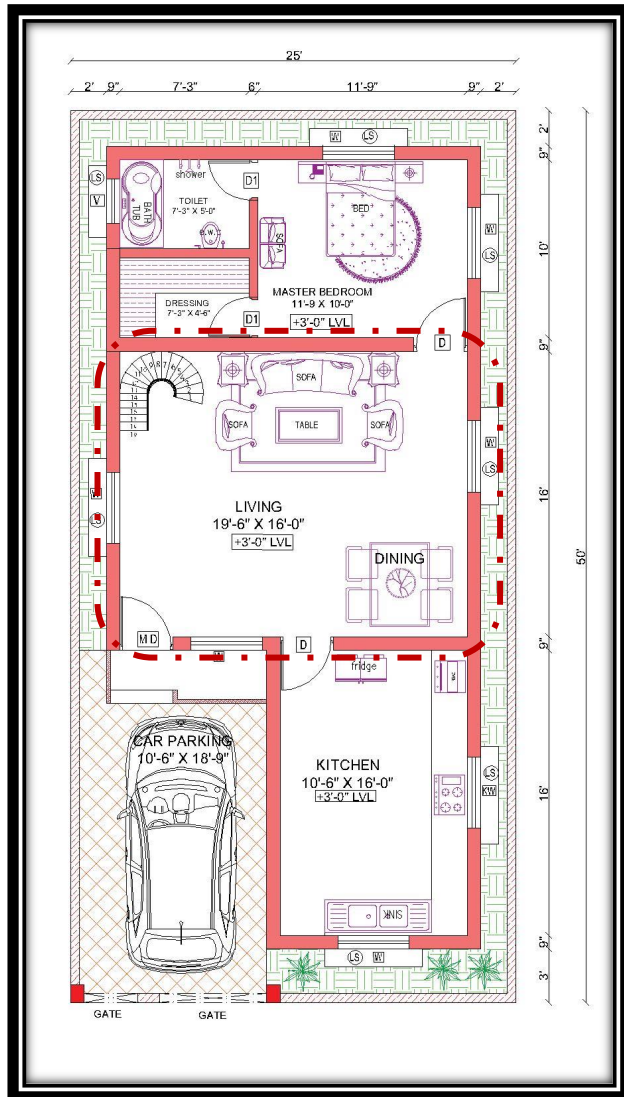 25'
2' 9" 7'-3" 6" 11'-9" 9" 2'
W LS
2'
9"
shower
LS
V
TOILET
7'-3" X 5'-0"
D1
BATH TUB
e.w.c
SOFA
BED
W
LS
10'
MASTER BEDROOM
11'-9 X 10'-0"
+3'-0" LVL
DRESSING
7'-3" X 4'-6"
D1
D
9"
SOFA
SOFA
TABLE
SOFA
W
LS
W
LS
LIVING
19'-6" X 16'-0"
+3'-0" LVL
16'
50'
DINING
MD
W
D
9"
fridge
CAR PARKING
10'-6" X 18'-9"
KITCHEN
10'-6" X 16'-0"
+3'-0" LVL
LS
KW
16'
SINK
LS W
9"
3'
GATE GATE